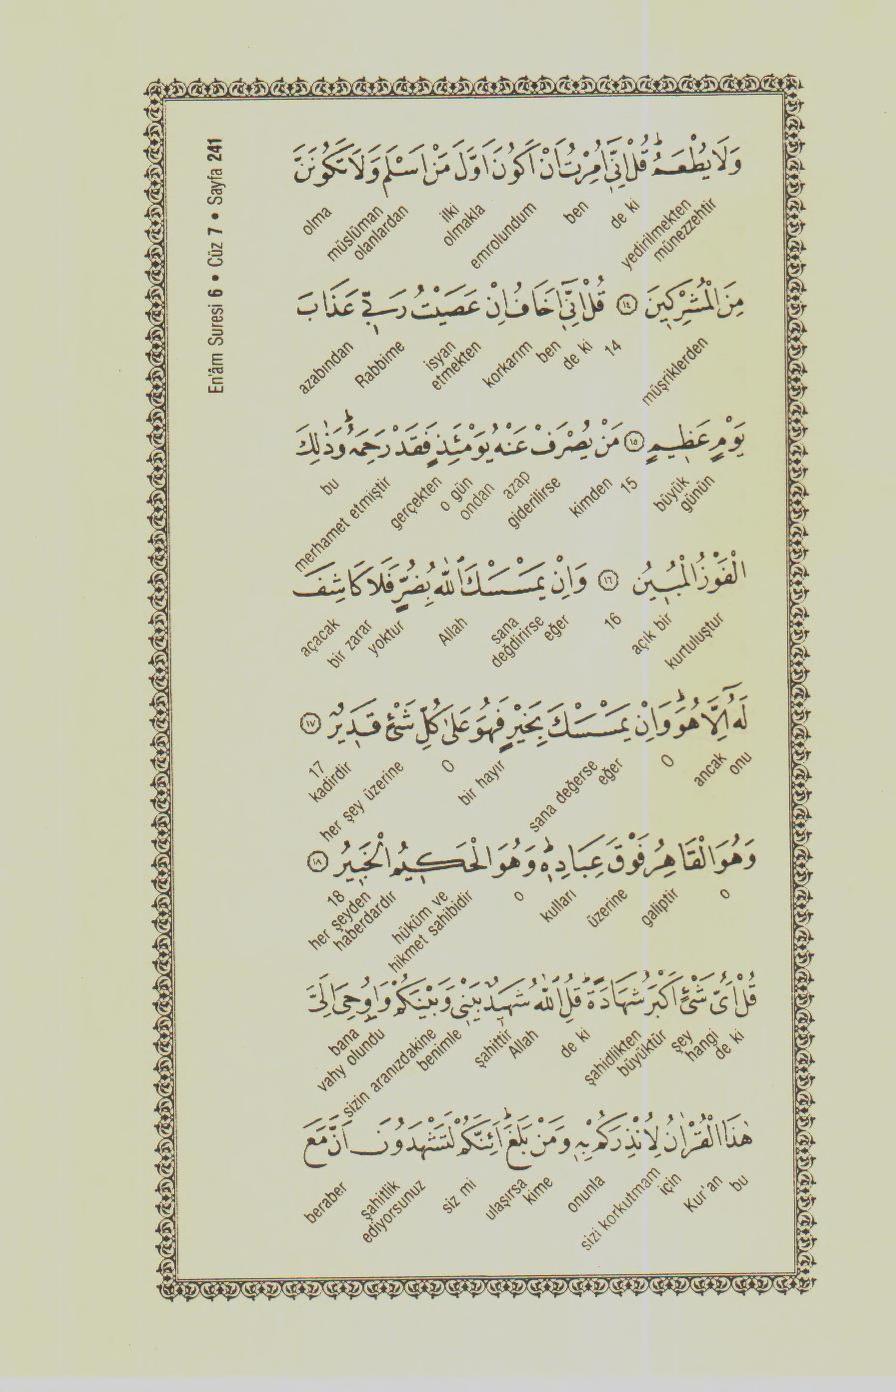 En'âm Suresi 6 • Cüz 7 • Sayfa 241
وَلَا يُطْعَمُ قُلْ اِنّٖٓي اُمِرْتُ اَنْ اَكُونَ اَوَّلَ مَنْ اَسْلَمَ وَلَا تَكُونَنَّ
yedirilmekten münezzehtir de ki ben emrolundum ilki olmakla müslüman olanlardan olma
مِنَ الْمُشْرِكٖينَ ﴿١٤﴾ قُلْ اِنّٖٓي اَخَافُ اِنْ عَصَيْتُ رَبّٖي عَذَابَ
müşriklerden 14 de ki ben korkarım isyan etmekten Rabbime azabından
يَوْمٍ عَظٖيمٍ ﴿١٥﴾ مَنْ يُصْرَفْ عَنْهُ يَوْمَئِذٍ فَقَدْ رَحِمَهُ وَذٰلِكَ
günün büyük 15 kimden giderilirse azap ondan o gün gerçekten merhamet etmiştir bu
الْفَوْزُ الْمُبٖينُ ﴿١٦﴾ وَاِنْ يَمْسَسْكَ اللّٰهُ بِضُرٍّ فَلَا كَاشِفَ
kurtuluştur açık bir 16 eğer sana değdirirse Allah bir zarar yoktur açacak
لَهُٓ اِلَّا هُوَ وَاِنْ يَمْسَسْكَ بِخَيْرٍ فَهُوَ عَلٰى كُلِّ شَيْءٍ قَدٖيرٌ ﴿١٧﴾
onu ancak O eğer sana değerse bir hayır O her şey üzerine kadirdir 17
وَهُوَ الْقَاهِرُ فَوْقَ عِبَادِهٖ وَهُوَ الْحَكٖيمُ الْخَبٖيرُ ﴿١٨﴾
o galiptir üzerine kulları o hüküm ve hikmet sahibidir her şeyden haberdardır 18
قُلْ اَيُّ شَيْءٍ اَكْبَرُ شَهَادَةً قُلِ اللّٰهُ شَهٖيدٌ بَيْنٖي وَبَيْنَكُمْ وَاُو۫حِيَ اِلَيَّ
de ki hangi şey büyüktür şahidlikten de ki Allah şahittir benimle sizin aranızdakine vahy olundu bana
هٰذَا الْقُرْاٰنُ لِاُنْذِرَكُمْ بِهٖ وَمَنْ بَلَغَ اَئِنَّكُمْ لَتَشْهَدُونَ اَنَّ مَعَ
bu Kur'an için sizi korkutmam onunla kime ulaşırsa siz mi şahitlik ediyorsunuz beraber